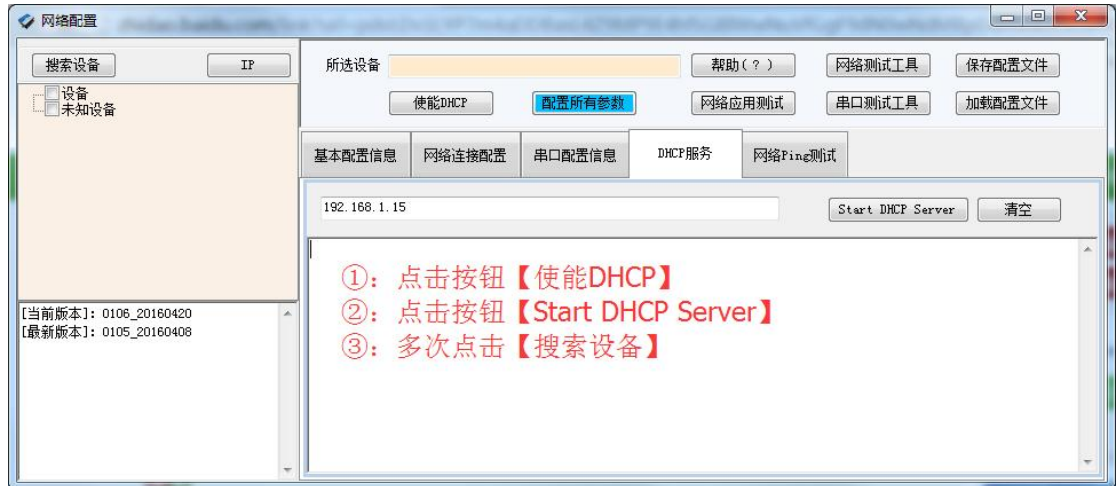 网络配置
搜索设备
IP
设备
未知设备
[当前版本]: 0106_20160420
[最新版本]: 0105_20160408
所选设备
帮助(?)
网络测试工具
保存配置文件
使能DHCP
配置所有参数
网络应用测试
串口测试工具
加载配置文件
基本配置信息
网络连接配置
串口配置信息
DHCP服务
网络Ping测试
192.168.1.15
Start DHCP Server
清空
①：点击按钮【使能DHCP】
②：点击按钮【Start DHCP Server】
③：多次点击【搜索设备】